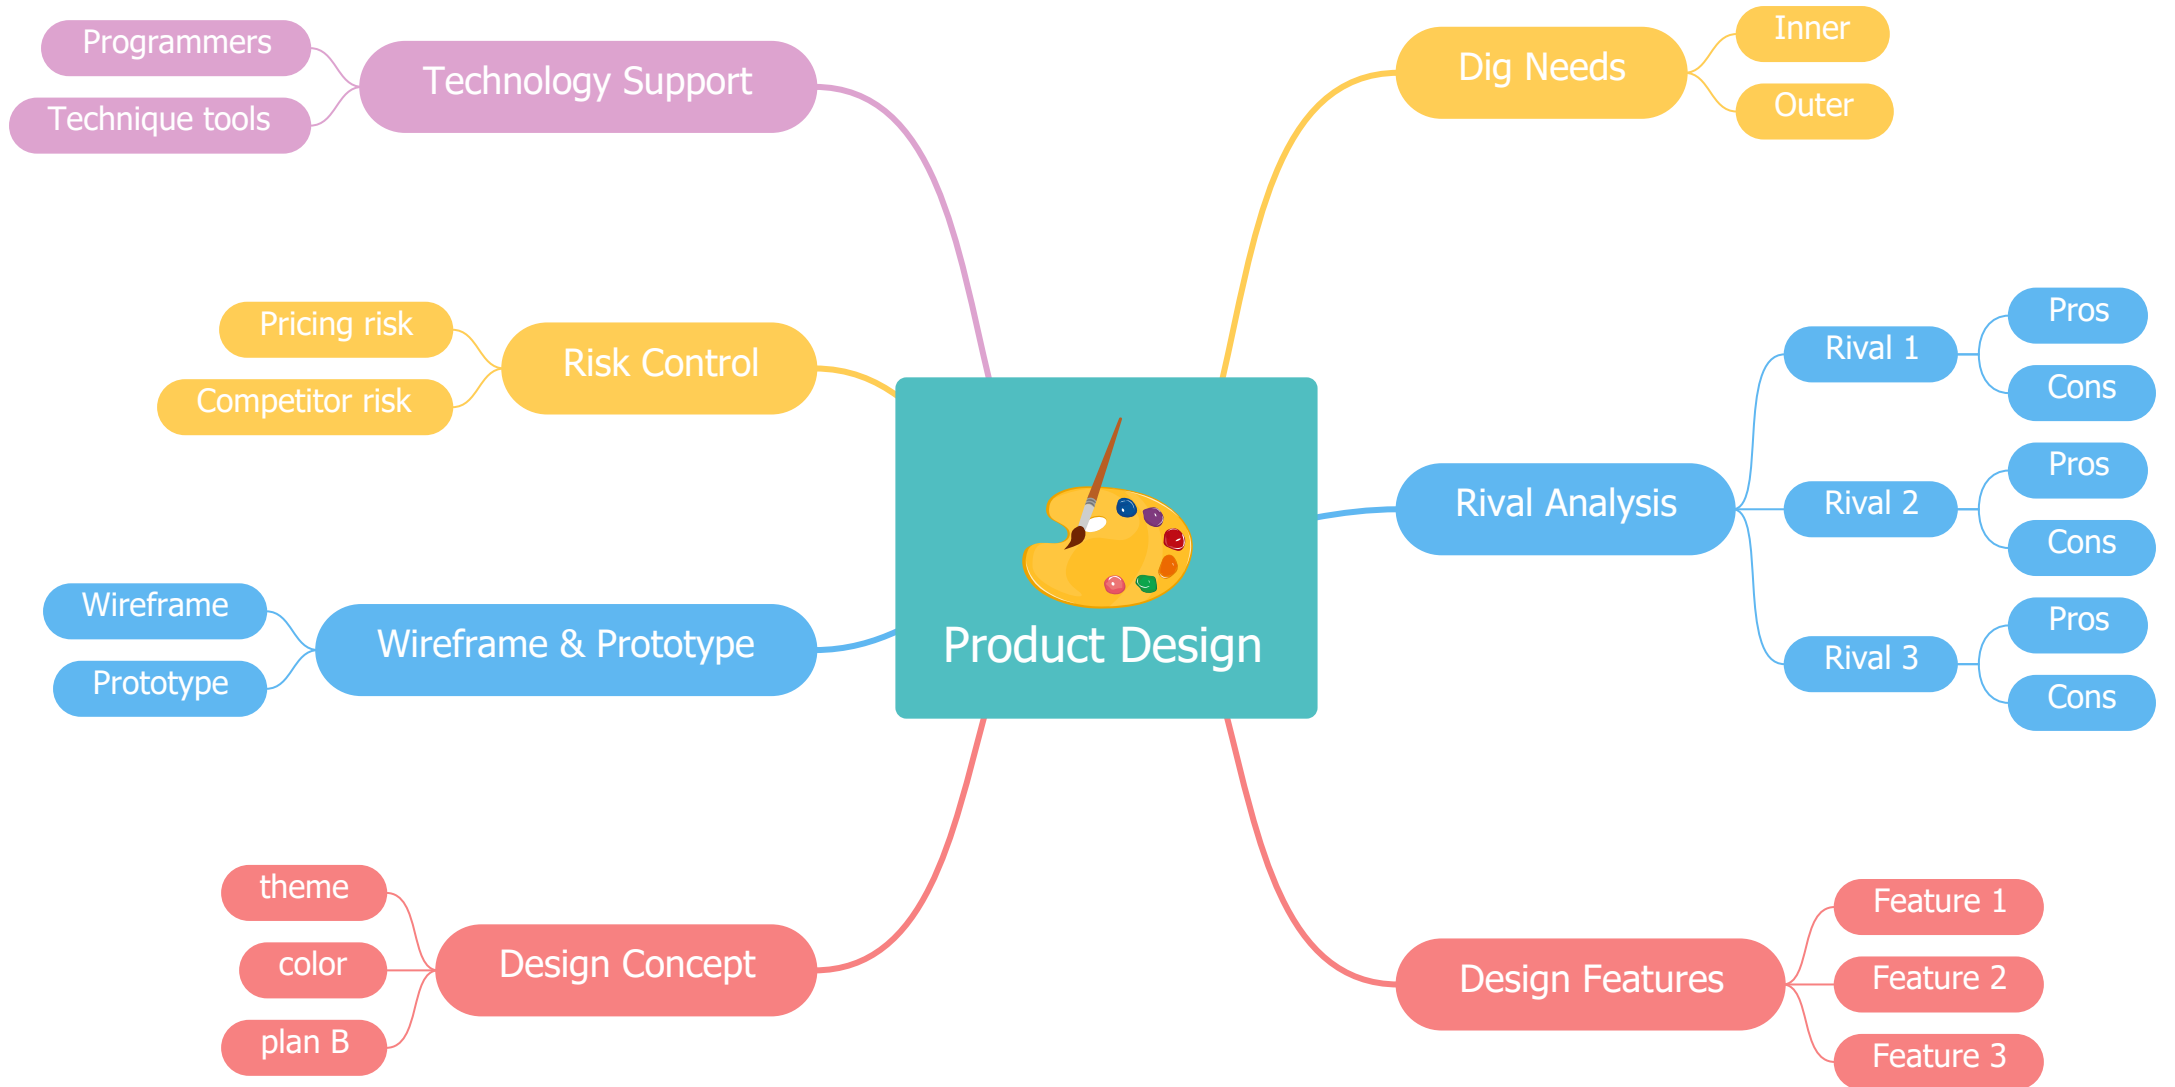 Product Design
Dig Needs
Inner
Outer
Rival Analysis
Rival 1
Pros
Cons
Rival 2
Pros
Cons
Rival 3
Pros
Cons
Design Features
Feature 1
Feature 2
Feature 3
Technology Support
Programmers
Technique tools
Risk Control
Pricing risk
Competitor risk
Wireframe & Prototype
Wireframe
Prototype
Design Concept
theme
color
plan B